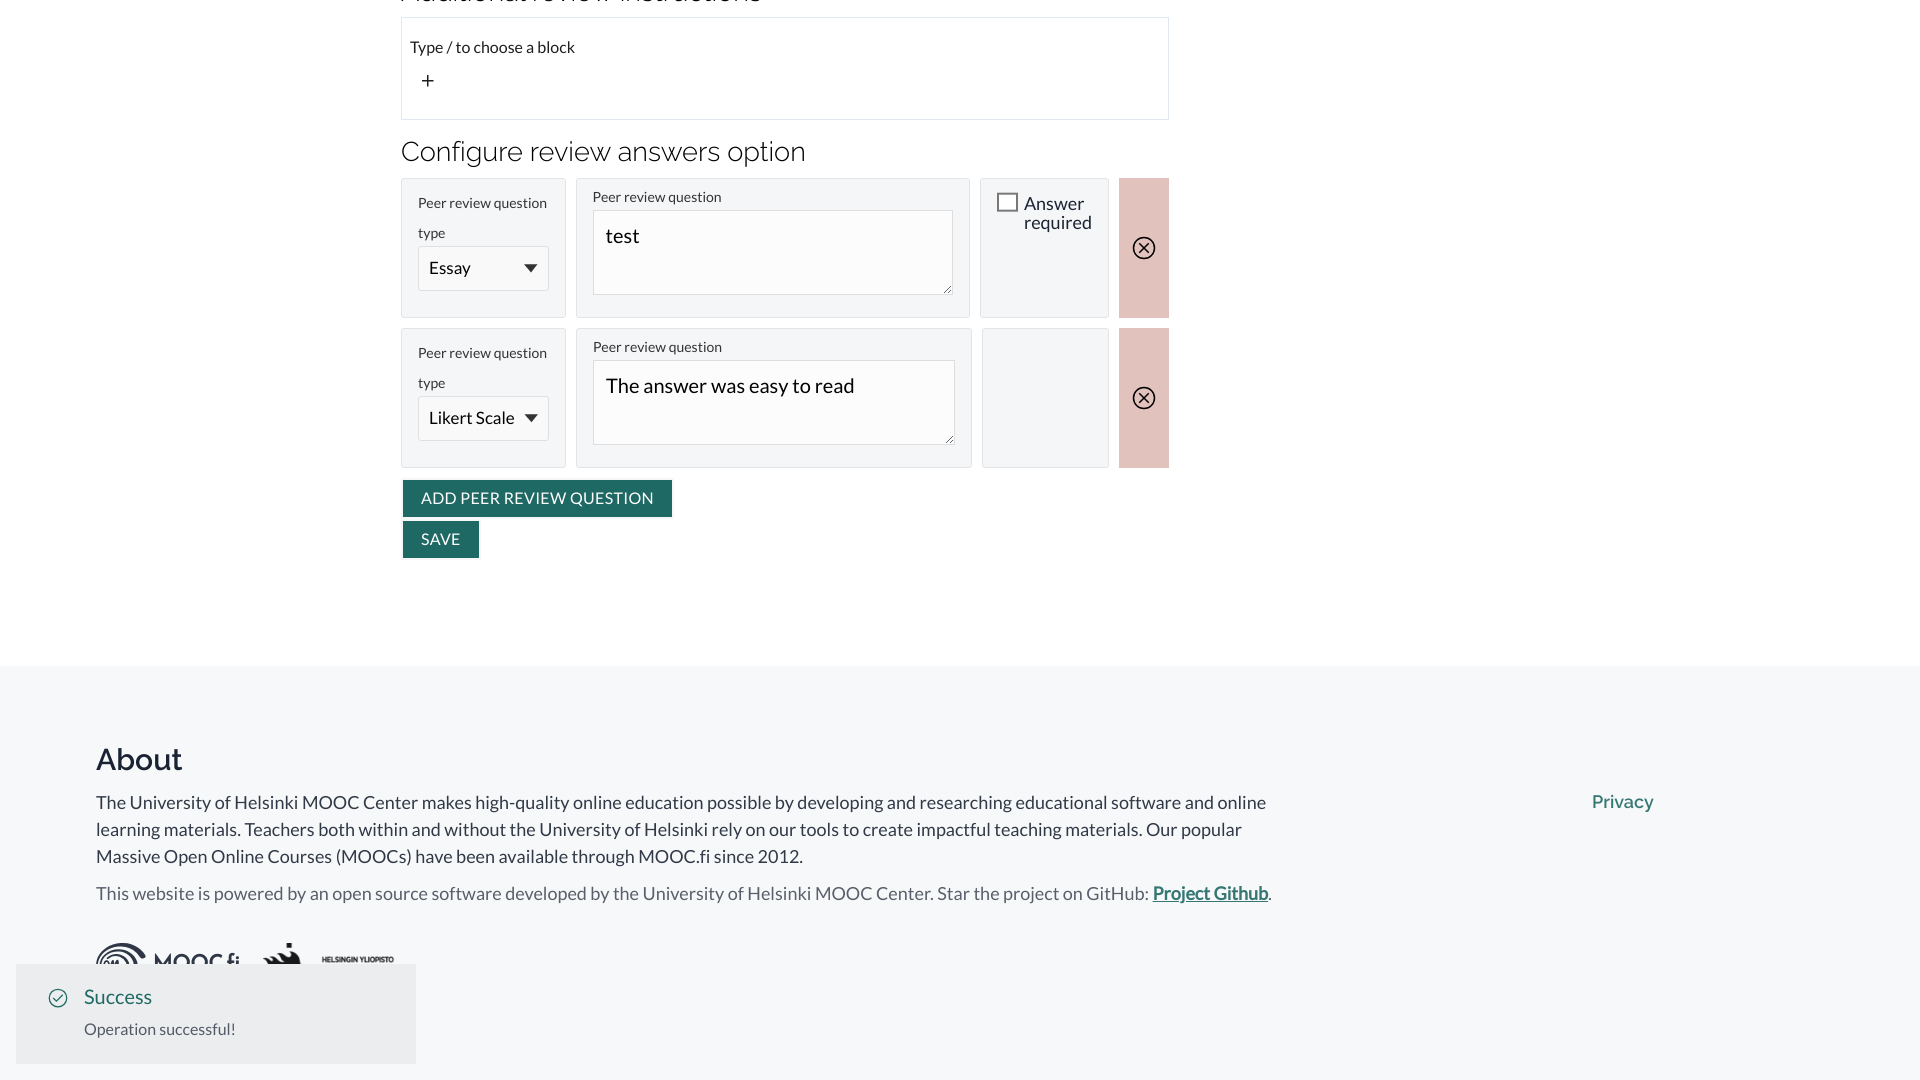 Additional review instructions
Type / to choose a block
Configure review answers option
Peer review question type
Essay
Peer review question
test
Answer required
Peer review question type
Likert Scale
Peer review question
The answer was easy to read
ADD PEER REVIEW QUESTION
SAVE
About
The University of Helsinki MOOC Center makes high-quality online education possible by developing and researching educational software and online
learning materials. Teachers both within and without the University of Helsinki rely on our tools to create impactful teaching materials. Our popular
Massive Open Online Courses (MOOCs) have been available through MOOC.fi since 2012.
Privacy
This website is powered by an open source software developed by the University of Helsinki MOOC Center. Star the project on GitHub: Project Github.
MOOC.fi
HELSINGIN YLIOPISTO
Success
Operation successful!